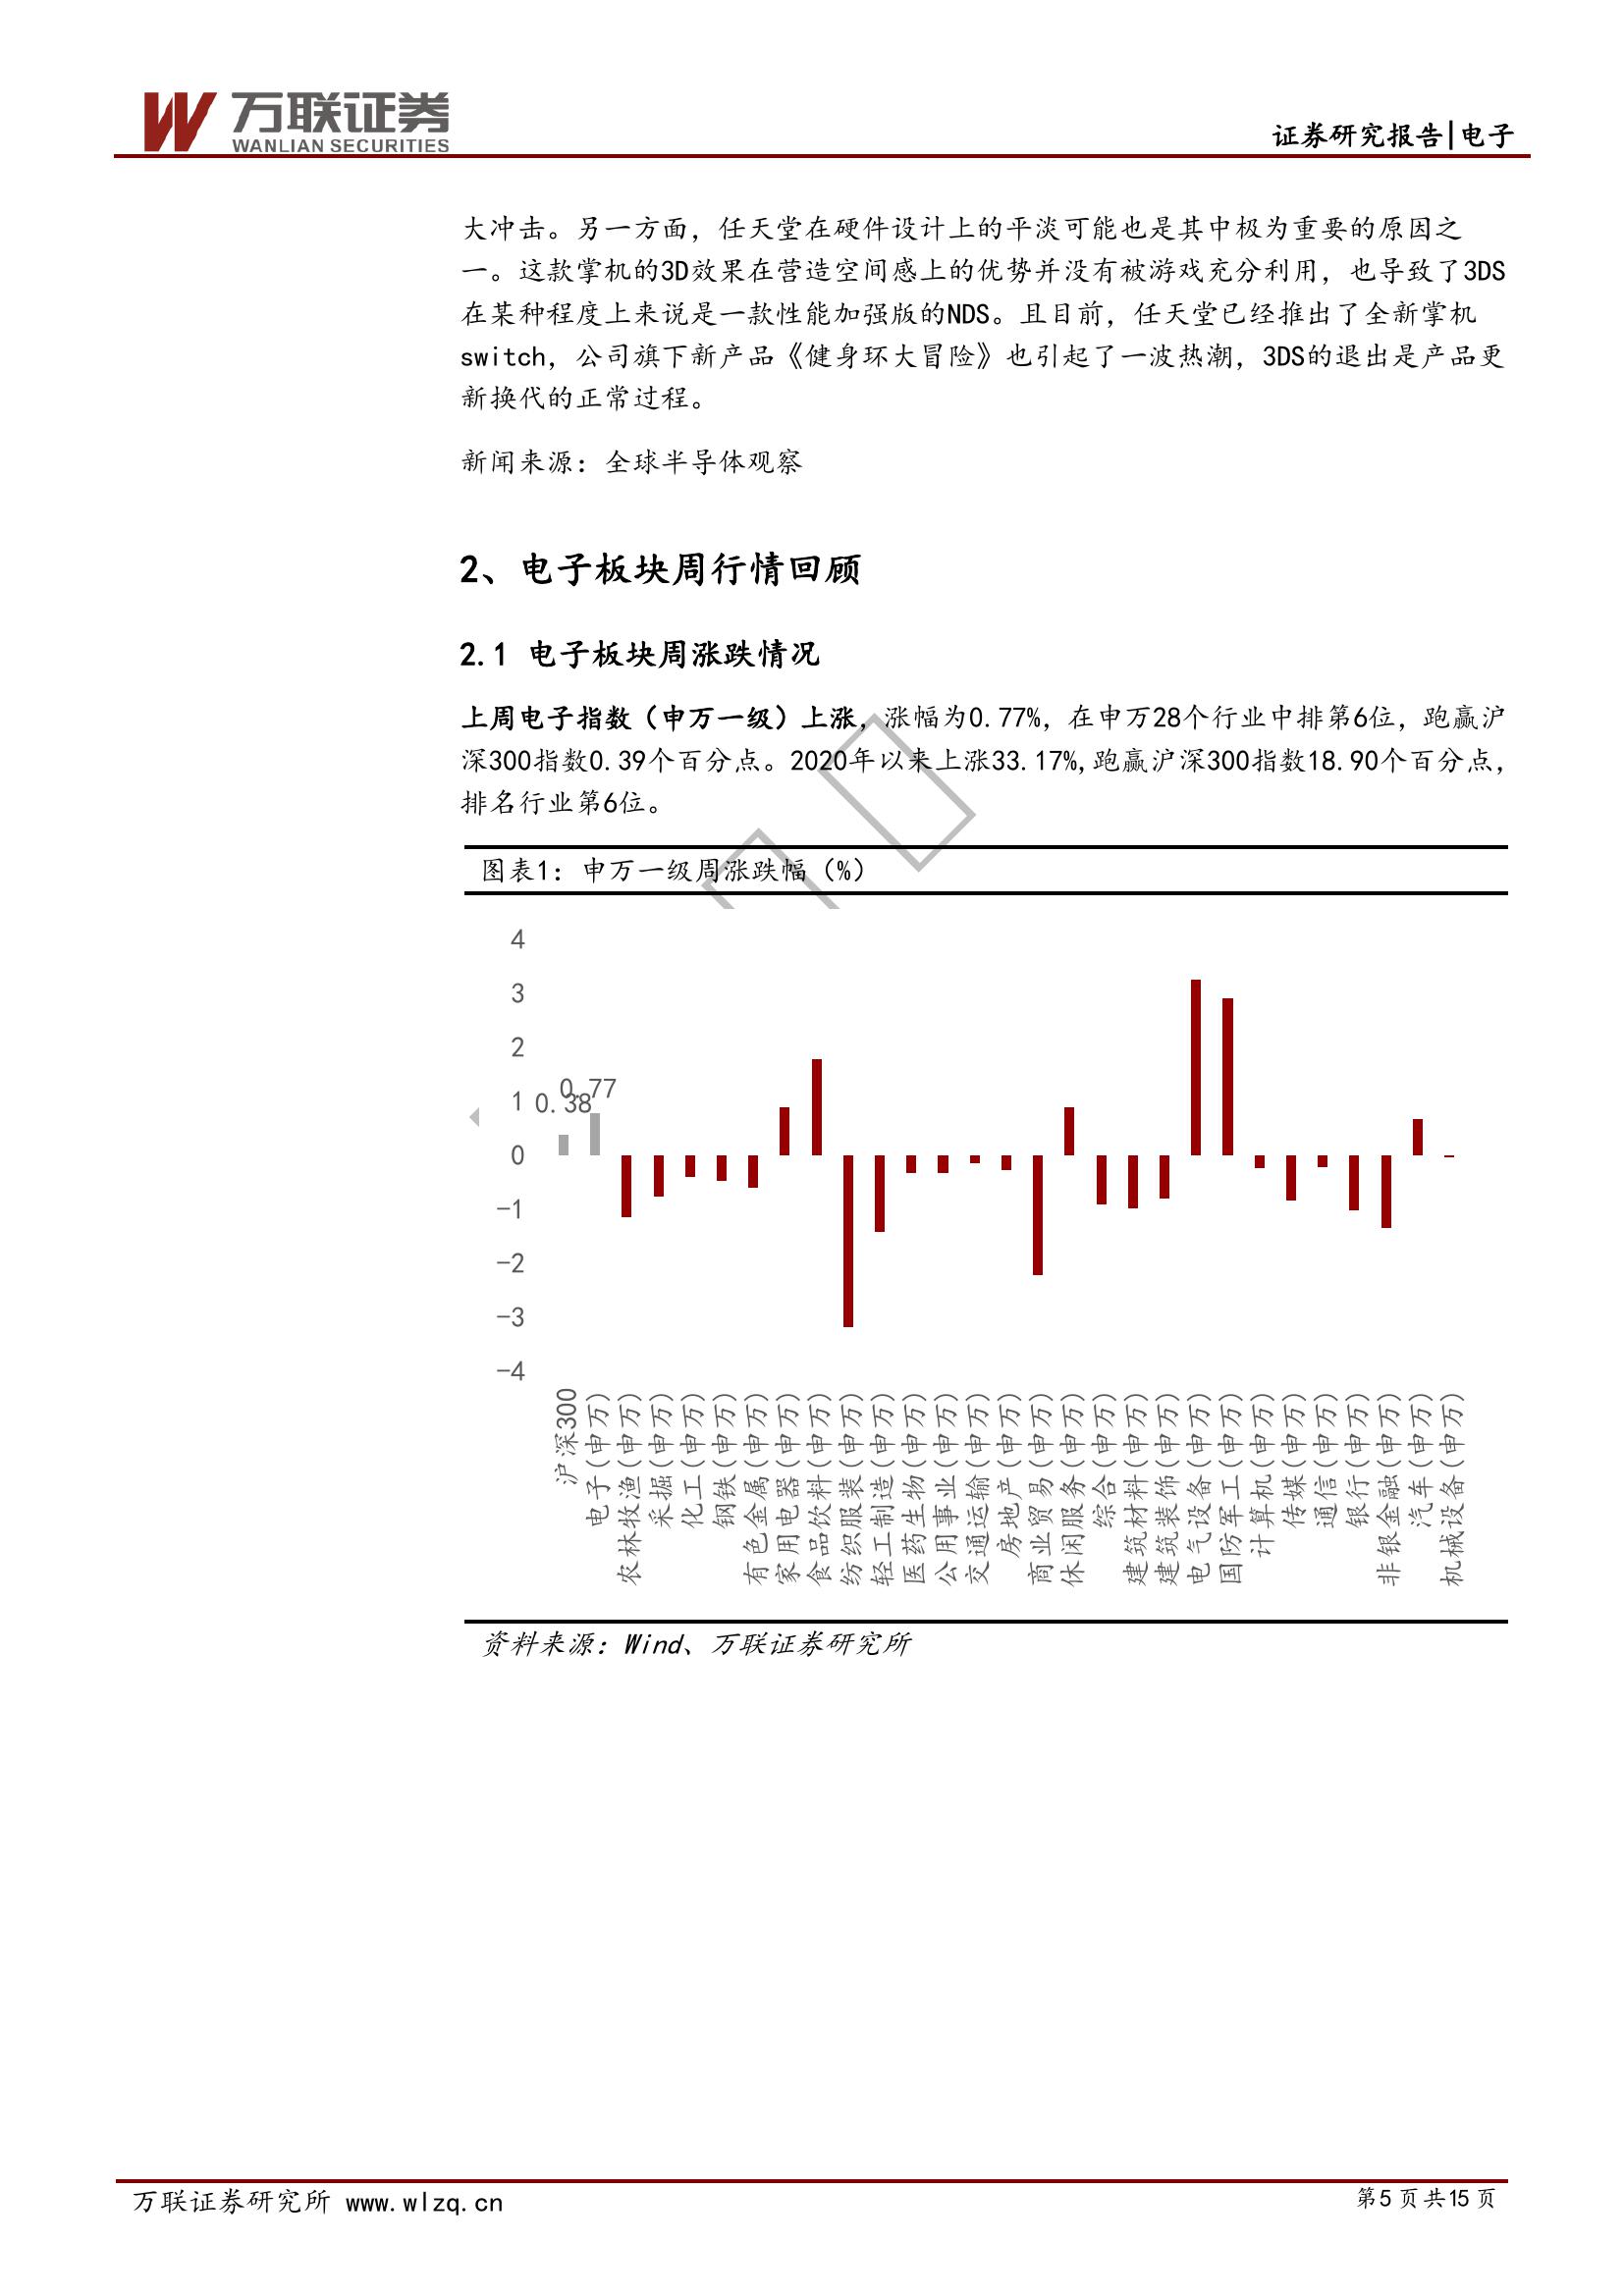 万联证券
WANLIAN SECURITIES
证券研究报告|电子
大冲击。另一方面，任天堂在硬件设计上的平淡可能也是其中极为重要的原因之
一。这款掌机的3D效果在营造空间感上的优势并没有被游戏充分利用，也导致了3DS
在某种程度上来说是一款性能加强版的NDS。且目前，任天堂已经推出了全新掌机
switch，公司旗下新产品《健身环大冒险》也引起了一波热潮，3DS的退出是产品更
新换代的正常过程。
新闻来源：全球半导体观察
2、电子板块周行情回顾
2.1 电子板块周涨跌情况
上周电子指数（申万一级）上涨，涨幅为0.77%，在申万28个行业中排第6位，跑赢沪
深300指数0.39个百分点。2020年以来上涨33.17%,跑赢沪深300指数18.90个百分点，
排名行业第6位。
图表1：申万一级周涨跌幅（%）
4
3
2
1
0
-1
-2
-3
-4
0.38
0.77
沪深300
电子(申万)
农林牧渔(申万)
采掘(申万)
化工(申万)
钢铁(申万)
有色金属(申万)
家用电器(申万)
食品饮料(申万)
纺织服装(申万)
轻工制造(申万)
医药生物(申万)
公用事业(申万)
交通运输(申万)
房地产(申万)
商业贸易(申万)
休闲服务(申万)
综合(申万)
建筑材料(申万)
建筑装饰(申万)
电气设备(申万)
国防军工(申万)
计算机(申万)
传媒(申万)
通信(申万)
银行(申万)
非银金融(申万)
汽车(申万)
机械设备(申万)
资料来源：Wind、万联证券研究所
万联证券研究所 www.wlzq.cn
第5页共15页